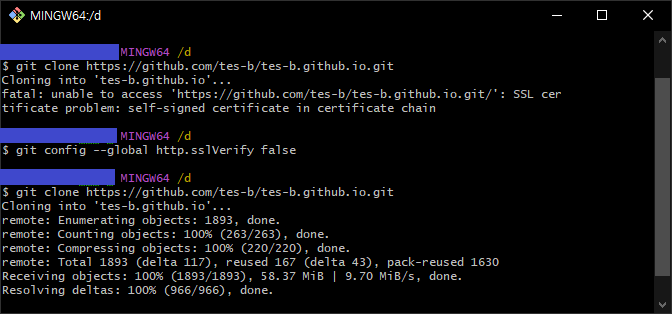 MINGW64:/d
MINGW64 /d
$ git clone https://github.com/tes-b/tes-b.github.io.git
Cloning into 'tes-b.github.io'...
fatal: unable to access 'https://github.com/tes-b/tes-b.github.io.git/': SSL cer
tificate problem: self-signed certificate in certificate chain
MINGW64 /d
$ git config --global http.sslVerify false
MINGW64 /d
$ git clone https://github.com/tes-b/tes-b.github.io.git
Cloning into 'tes-b.github.io'...
remote: Enumerating objects: 1893, done.
remote: Counting objects: 100% (263/263), done.
remote: Compressing objects: 100% (220/220), done.
remote: Total 1893 (delta 117), reused 167 (delta 43), pack-reused 1630
Receiving objects: 100% (1893/1893), 58.37 MiB | 9.70 MiB/s, done.
Resolving deltas: 100% (966/966), done.